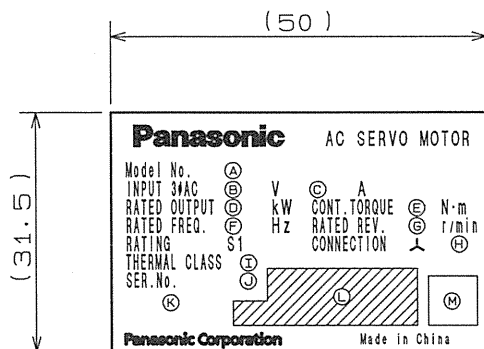 (50)
(31.5)
Panasonic AC SERVO MOTOR
Model No. Ⓐ
INPUT 3φAC Ⓑ V Ⓒ A
RATED OUTPUT Ⓓ kW CONT.TORQUE Ⓔ N·m
RATED FREQ. Ⓕ Hz RATED REV. Ⓖ r/min
RATING S1 CONNECTION ⅄ Ⓗ
THERMAL CLASS Ⓘ
SER.No. Ⓙ
Ⓚ Ⓛ Ⓜ
Panasonic Corporation Made in China